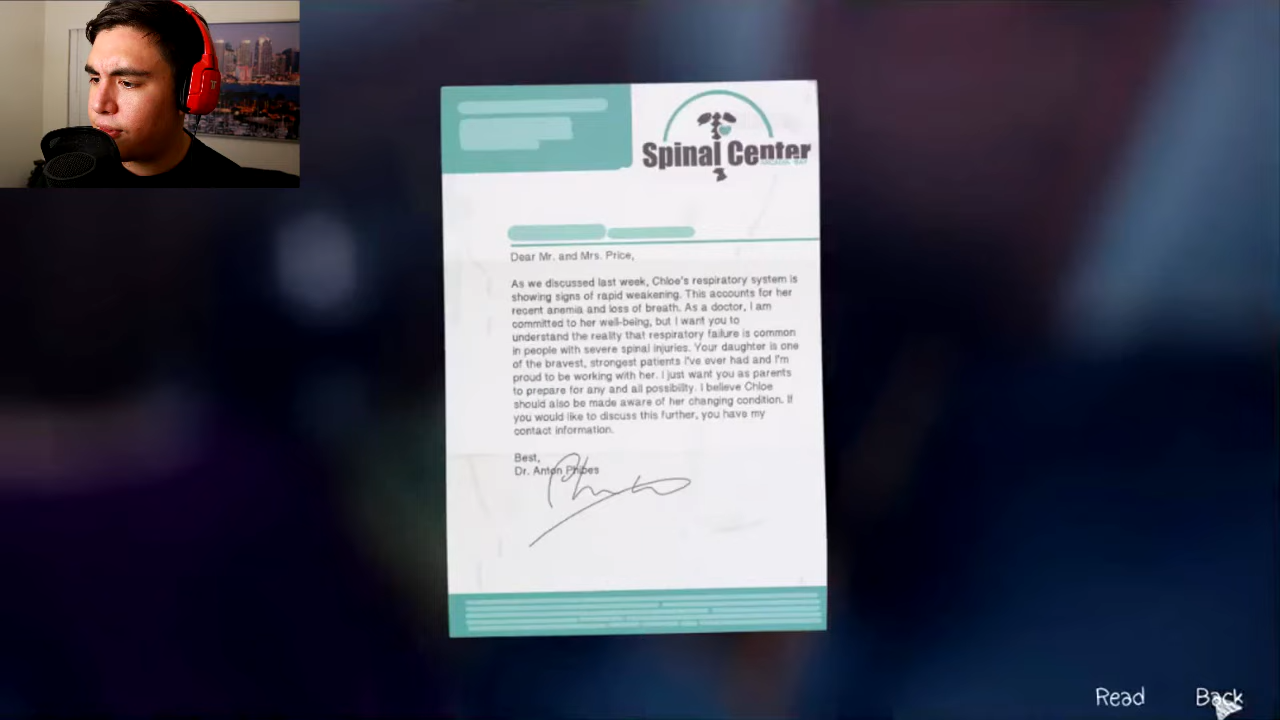 Spinal Center
ARCADIA BAY
Dear Mr. and Mrs. Price,
As we discussed last week, Chloe's respiratory system is
showing signs of rapid weakening. This accounts for her
recent anemia and loss of breath. As a doctor, I am
committed to her well-being, but I want you to
understand the reality that respiratory failure is common
in people with severe spinal injuries. Your daughter is one
of the bravest, strongest patients I've ever had and I'm
proud to be working with her. I just want you as parents
to prepare for any and all possibility. I believe Chloe
should also be made aware of her changing condition. If
you would like to discuss this further, you have my
contact information.
Best,
Dr. Anton Phibes
Read
Back